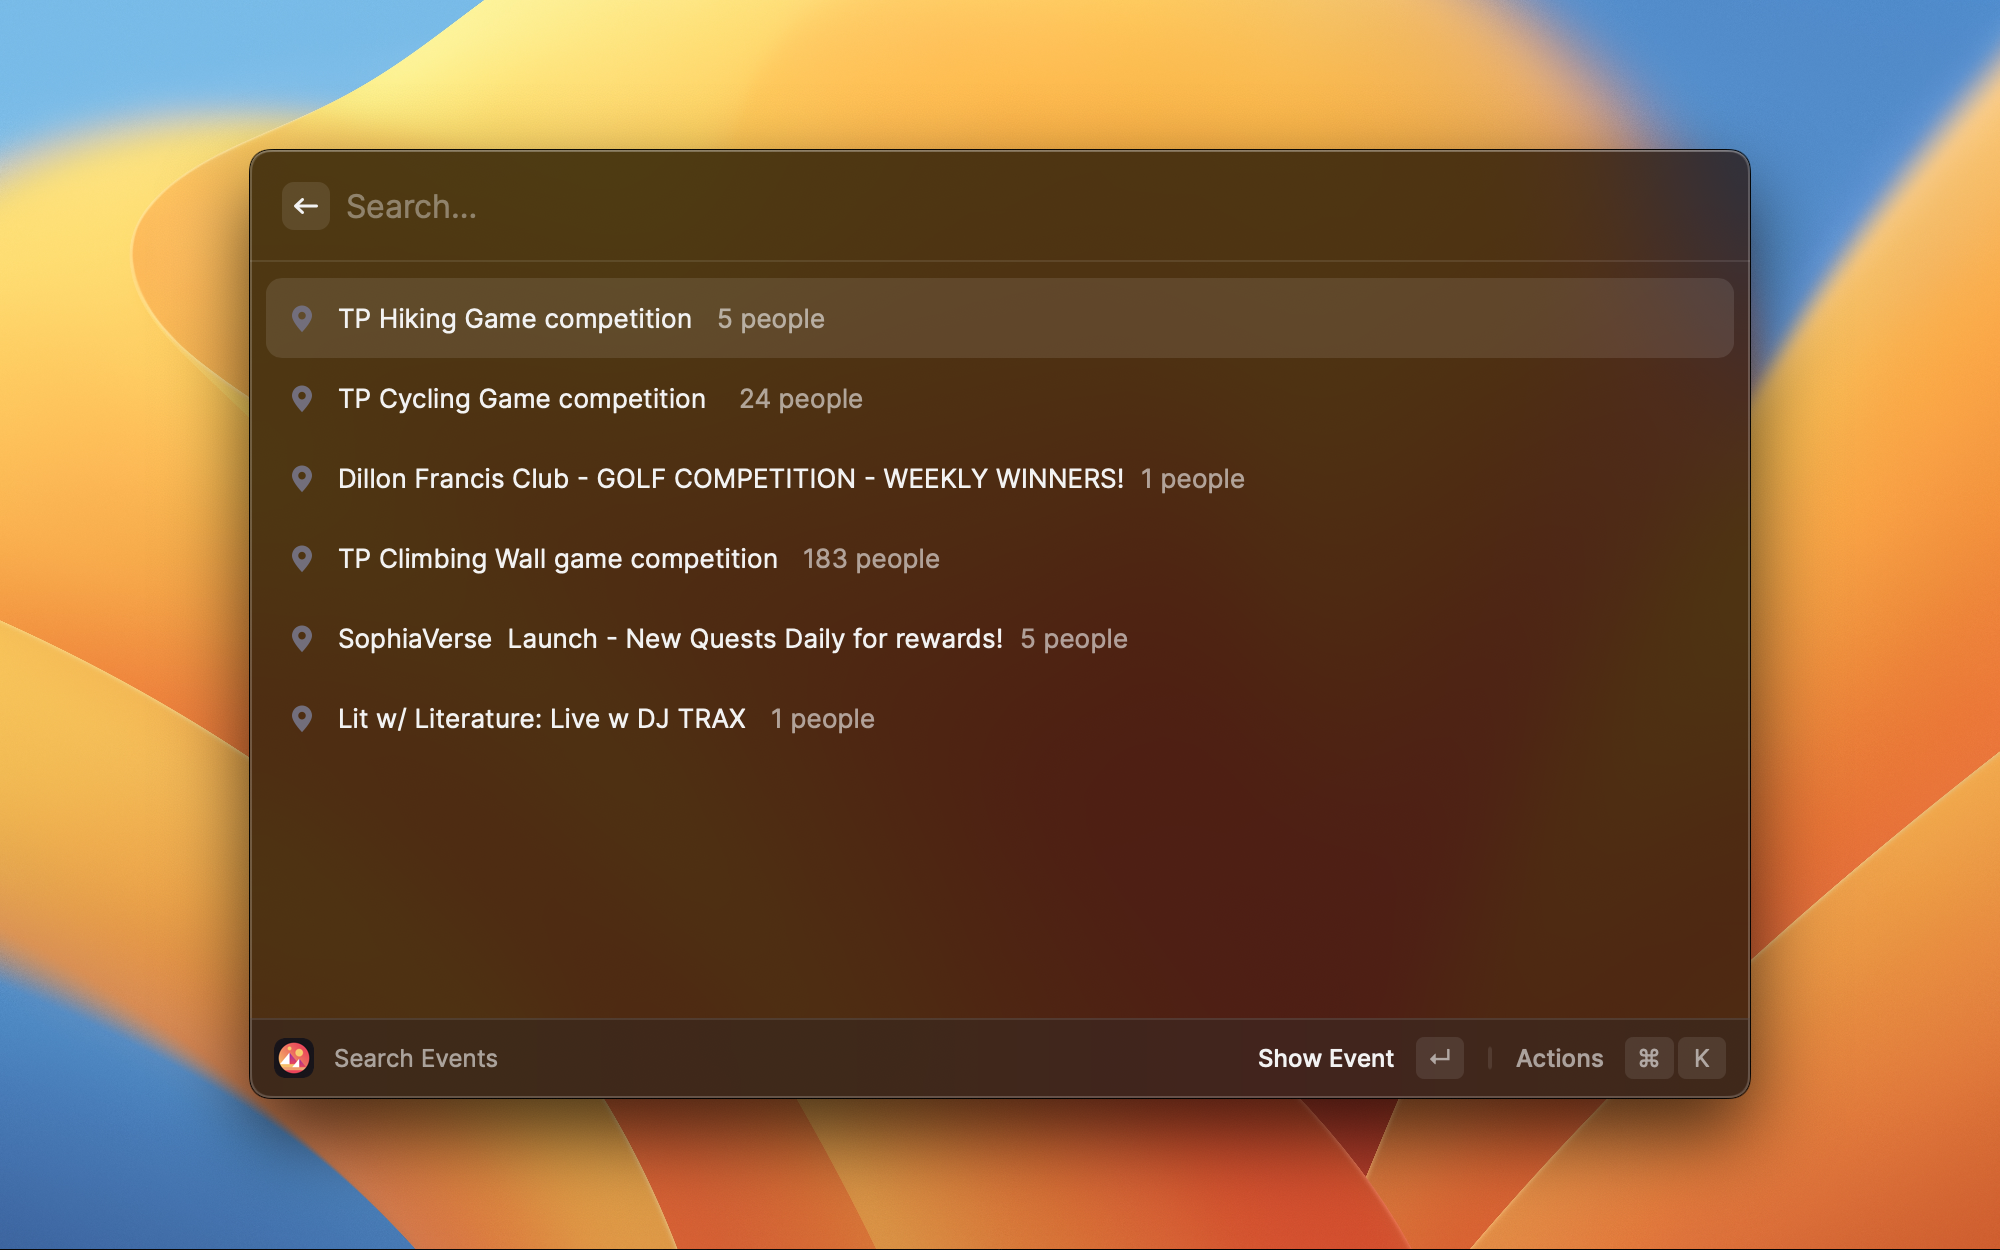 Search...
TP Hiking Game competition 5 people
TP Cycling Game competition 24 people
Dillon Francis Club - GOLF COMPETITION - WEEKLY WINNERS! 1 people
TP Climbing Wall game competition 183 people
SophiaVerse Launch - New Quests Daily for rewards! 5 people
Lit w/ Literature: Live w DJ TRAX 1 people
Search Events Show Event ↵ Actions ⌘ K